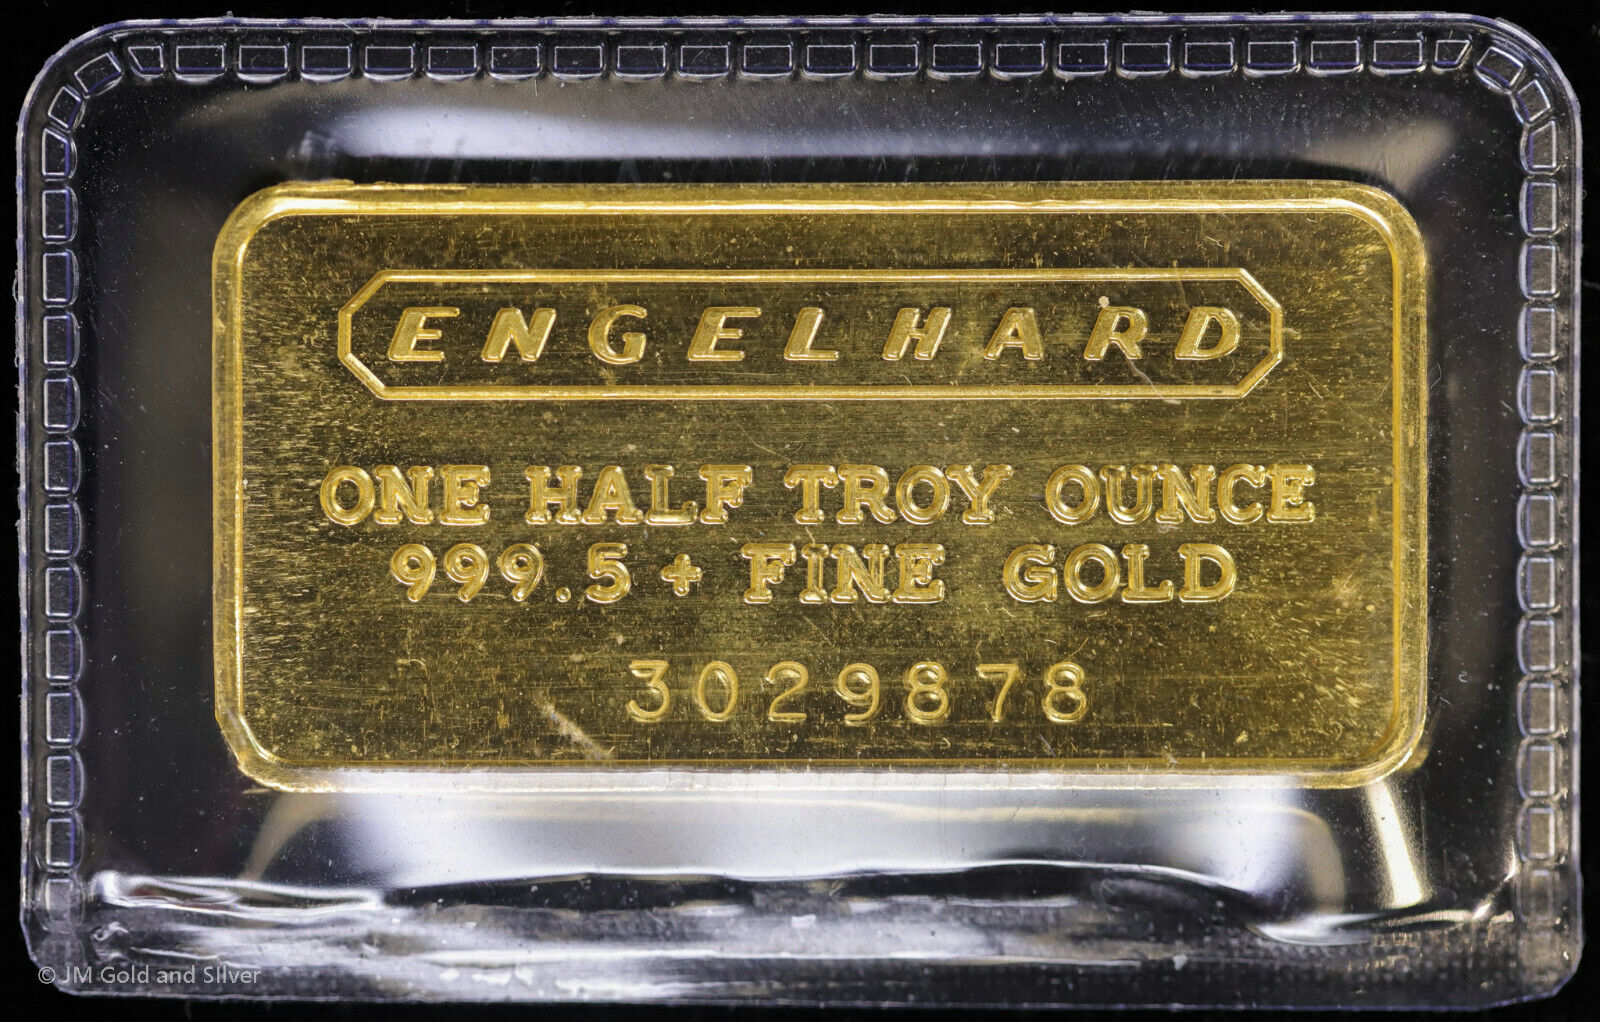 ENGELHARD
ONE HALF TROY OUNCE
999.5+ FINE GOLD
3029878
© JM Gold and Silver